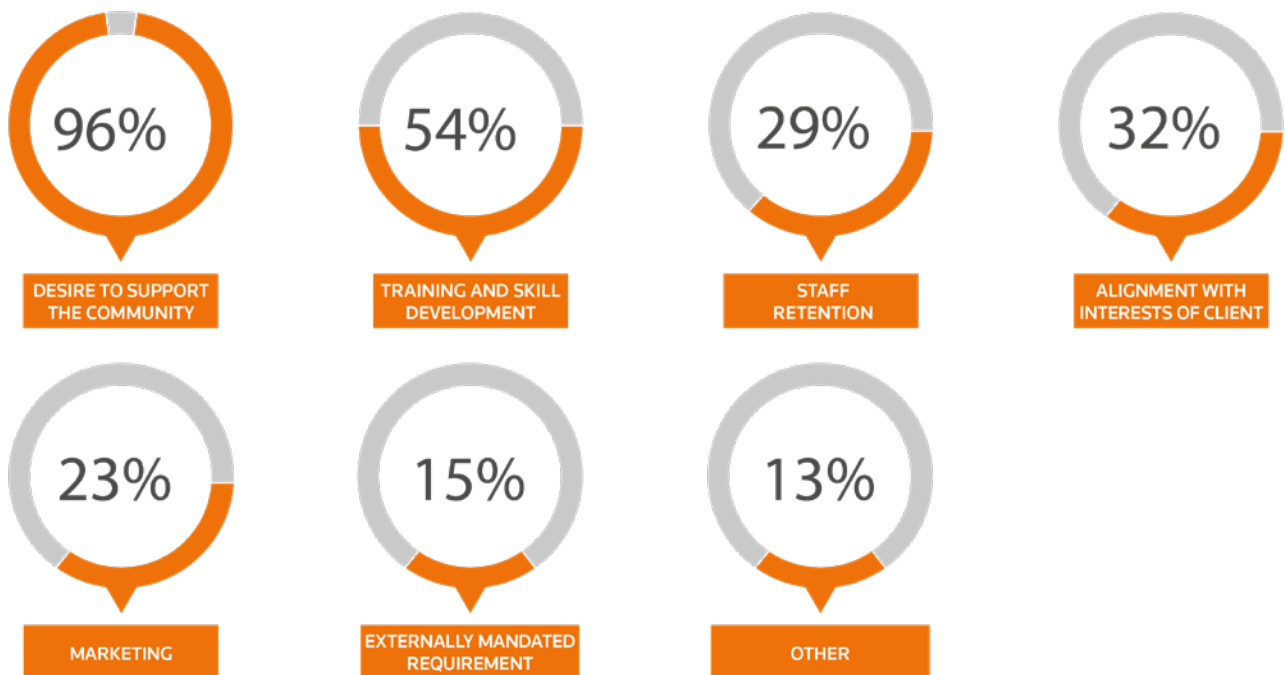 96%
54%
29%
32%
DESIRE TO SUPPORT
THE COMMUNITY
TRAINING AND SKILL
DEVELOPMENT
STAFF
RETENTION
ALIGNMENT WITH
INTERESTS OF CLIENT
23%
15%
13%
MARKETING
EXTERNALLY MANDATED
REQUIREMENT
OTHER